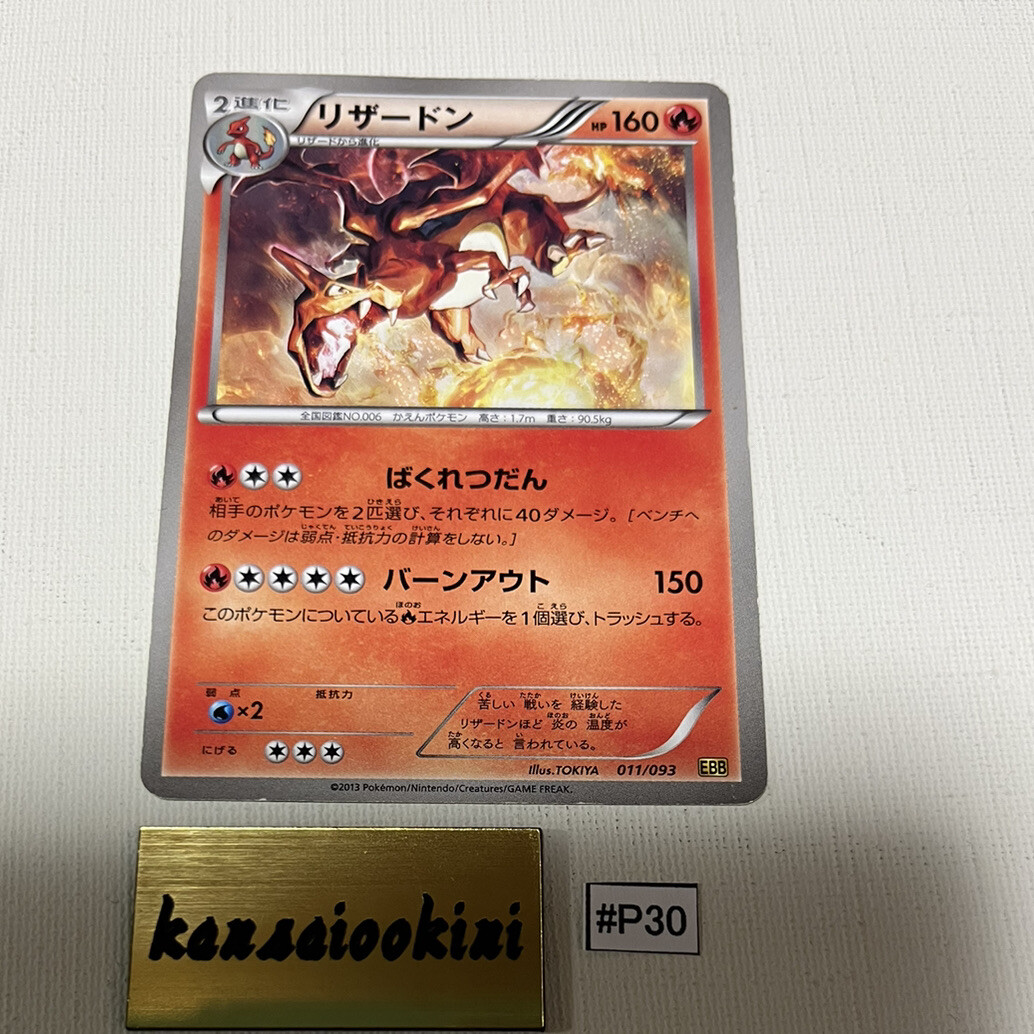 2進化
リザードン
HP 160
リザードから進化
全国図鑑NO.006 かえんポケモン 高さ:1.7m 重さ:90.5kg
ばくれつだん
相手のポケモンを2匹選び、それぞれに40ダメージ。[ベンチへ
のダメージは弱点・抵抗力の計算をしない。]
バーンアウト 150
このポケモンについている エネルギーを1個選び、トラッシュする。
弱点 抵抗力
×2
にげる
苦しい 戦いを 経験した
リザードンほど 炎の 温度が
高くなると 言われている。
Illus.TOKIYA 011/093 EBB
©2013 Pokémon/Nintendo/Creatures/GAME FREAK.
kansaiookini
#P30